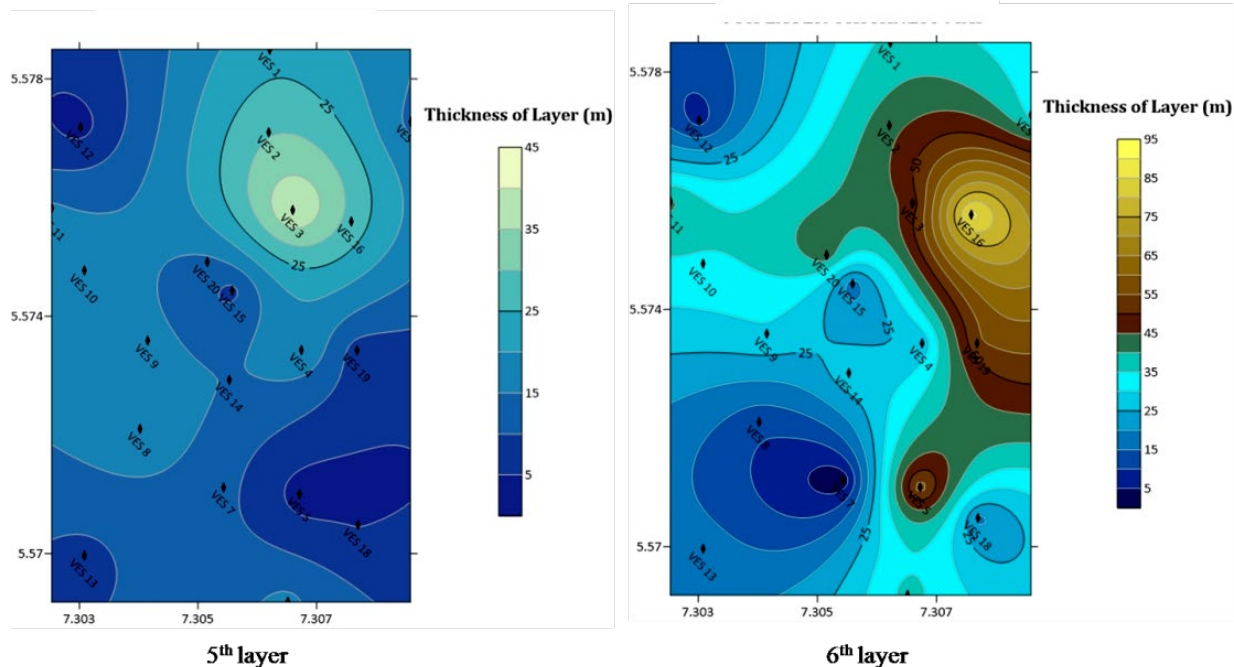 5.578
5.574
5.57
7.303
7.305
7.307
VES 1
VES 2
VES 3
VES 16
VES 12
11
VES 10
VES 20
VES 15
VES 9
VES 4
VES 19
VES 14
VES 8
VES 7
VES 5
VES 18
VES 13
25
25
Thickness of Layer (m)
45
35
25
15
5
5th layer
5.578
5.574
5.57
7.303
7.305
7.307
VES 1
VES 12
VES 2
25
50
VES 3
VES 16
11
VES 10
VES 20
VES 15
25
VES 9
25
VES 4
50
VES 19
VES 14
VES 8
VES 7
VES 5
25
VES 18
25
VES 13
Thickness of Layer (m)
95
85
75
65
55
45
35
25
15
5
6th layer